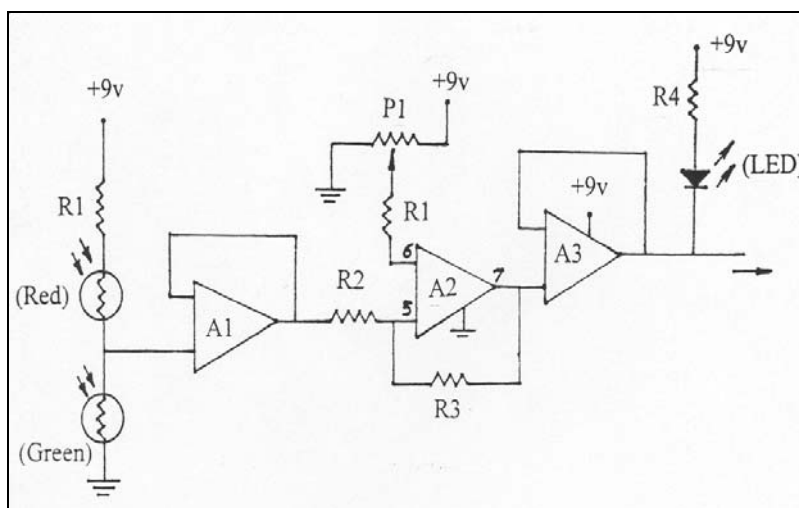 +9v
R1
(Red)
(Green)
A1
R2
P1
+9v
R1
6
5
A2
7
R3
+9v
A3
+9v
R4
(LED)